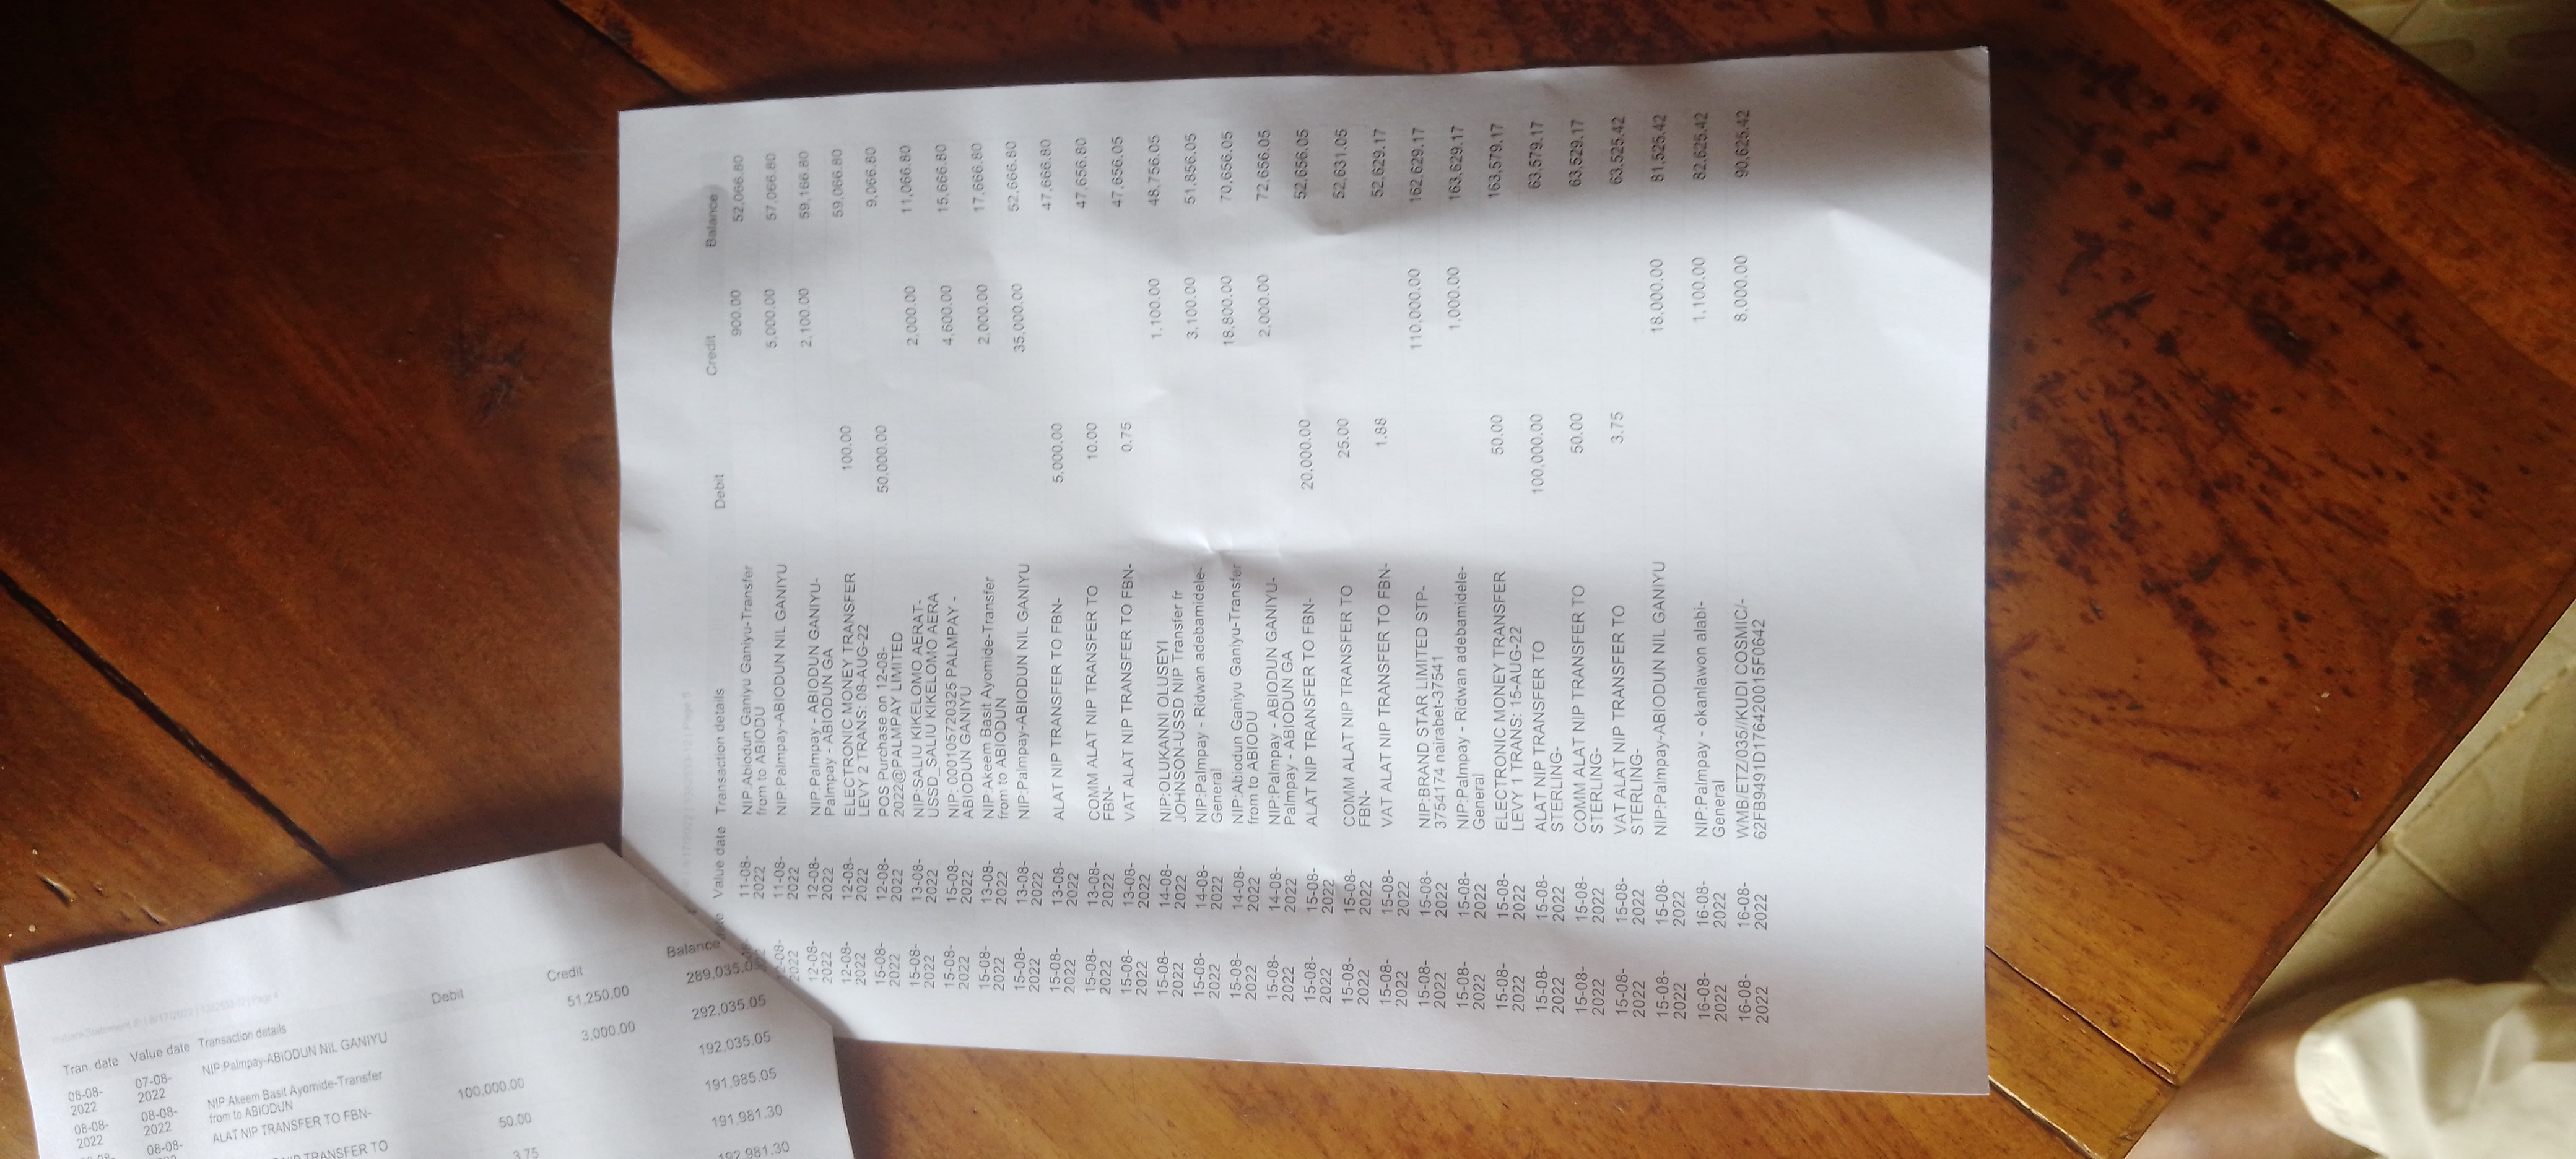 Tran. date Value date Transaction details Debit Credit Balance
08-08-2022 07-08-2022 NIP Palmpay-ABIODUN NIL GANIYU 51,250.00 289,035.05
08-08-2022 08-08-2022 NIP:Akeem Basit Ayomide-Transfer from to ABIODUN 3,000.00 292,035.05
08-08- ALAT NIP TRANSFER TO FBN- 100,000.00 192,035.05
TRANSFER TO 50.00 191,985.05
3.75 191,981.30
192,981.30
Value date Transaction details Debit Credit Balance
11-08-2022 NIP:Abiodun Ganiyu Ganiyu-Transfer from to ABIODU 900.00 52,066.80
11-08-2022 NIP:Palmpay-ABIODUN NIL GANIYU 5,000.00 57,066.80
12-08-2022 12-08-2022 NIP:Palmpay - ABIODUN GANIYU-Palmpay - ABIODUN GA 2,100.00 59,166.80
12-08-2022 12-08-2022 ELECTRONIC MONEY TRANSFER LEVY 2 TRANS: 08-AUG-22 100.00 59,066.80
15-08-2022 12-08-2022 POS Purchase on 12-08-2022@PALMPAY LIMITED 50,000.00 9,066.80
15-08-2022 13-08-2022 NIP:SALIU KIKELOMO AERAT-USSD_SALIU KIKELOMO AERA 2,000.00 11,066.80
15-08-2022 15-08-2022 NIP: 000105720325 PALMPAY - ABIODUN GANIYU 4,600.00 15,666.80
15-08-2022 13-08-2022 NIP:Akeem Basit Ayomide-Transfer from to ABIODUN 2,000.00 17,666.80
15-08-2022 13-08-2022 NIP:Palmpay-ABIODUN NIL GANIYU 35,000.00 52,666.80
15-08-2022 13-08-2022 ALAT NIP TRANSFER TO FBN- 5,000.00 47,666.80
15-08-2022 13-08-2022 COMM ALAT NIP TRANSFER TO FBN- 10.00 47,656.80
15-08-2022 13-08-2022 VAT ALAT NIP TRANSFER TO FBN- 0.75 47,656.05
15-08-2022 14-08-2022 NIP:OLUKANNI OLUSEYI JOHNSON-USSD NIP Transfer fr 1,100.00 48,756.05
15-08-2022 14-08-2022 NIP:Palmpay - Ridwan adebamidele-General 3,100.00 51,856.05
15-08-2022 14-08-2022 NIP:Abiodun Ganiyu Ganiyu-Transfer from to ABIODU 18,800.00 70,656.05
15-08-2022 14-08-2022 NIP:Palmpay - ABIODUN GANIYU-Palmpay - ABIODUN GA 2,000.00 72,656.05
15-08-2022 15-08-2022 ALAT NIP TRANSFER TO FBN- 20,000.00 52,656.05
15-08-2022 15-08-2022 COMM ALAT NIP TRANSFER TO FBN- 25.00 52,631.05
15-08-2022 15-08-2022 VAT ALAT NIP TRANSFER TO FBN- 1.88 52,629.17
15-08-2022 15-08-2022 NIP:BRAND STAR LIMITED STP-3754174 nairabet-37541 110,000.00 162,629.17
15-08-2022 15-08-2022 NIP:Palmpay - Ridwan adebamidele-General 1,000.00 163,629.17
15-08-2022 15-08-2022 ELECTRONIC MONEY TRANSFER LEVY 1 TRANS: 15-AUG-22 50.00 163,579.17
15-08-2022 15-08-2022 ALAT NIP TRANSFER TO STERLING- 100,000.00 63,579.17
15-08-2022 15-08-2022 COMM ALAT NIP TRANSFER TO STERLING- 50.00 63,529.17
15-08-2022 15-08-2022 VAT ALAT NIP TRANSFER TO STERLING- 3.75 63,525.42
15-08-2022 15-08-2022 NIP:Palmpay-ABIODUN NIL GANIYU 18,000.00 81,525.42
16-08-2022 16-08-2022 NIP:Palmpay - okanlawon alabi-General 1,100.00 82,625.42
16-08-2022 16-08-2022 WMB/ETZ/035//KUDI COSMIC/-62FB9491D176420015F0642 8,000.00 90,625.42